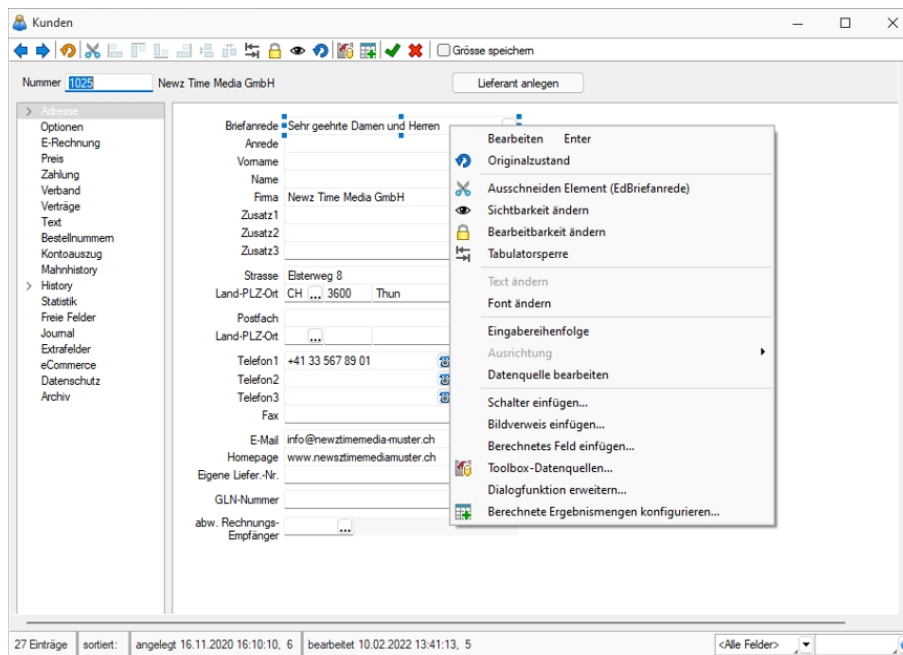 Kunden
Grösse speichern
Nummer 1025 Newz Time Media GmbH Lieferant anlegen
Adresse
Optionen
E-Rechnung
Preis
Zahlung
Verband
Verträge
Text
Bestellnummern
Kontoauszug
Mahnhistory
History
Statistik
Freie Felder
Journal
Extrafelder
eCommerce
Datenschutz
Archiv
Briefanrede Sehr geehrte Damen und Herren
Anrede
Vorname
Name
Firma Newz Time Media GmbH
Zusatz1
Zusatz2
Zusatz3
Strasse Elsterweg 8
Land-PLZ-Ort CH ... 3600 Thun
Postfach
Land-PLZ-Ort ...
Telefon1 +41 33 567 89 01
Telefon2
Telefon3
Fax
E-Mail info@newztimemedia-muster.ch
Homepage www.newsztimemediamuster.ch
Eigene Liefer.-Nr.
GLN-Nummer
abw. Rechnungs-
Empfänger ...
Bearbeiten Enter
Originalzustand
Ausschneiden Element (EdBriefanrede)
Sichtbarkeit ändern
Bearbeitbarkeit ändern
Tabulatorsperre
Text ändern
Font ändern
Eingabereihenfolge
Ausrichtung
Datenquelle bearbeiten
Schalter einfügen...
Bildverweis einfügen...
Berechnetes Feld einfügen...
Toolbox-Datenquellen...
Dialogfunktion erweitern...
Berechnete Ergebnismengen konfigurieren...
27 Einträge sortiert: angelegt 16.11.2020 16:10:10, 6 bearbeitet 10.02.2022 13:41:13, 5 <Alle Felder>